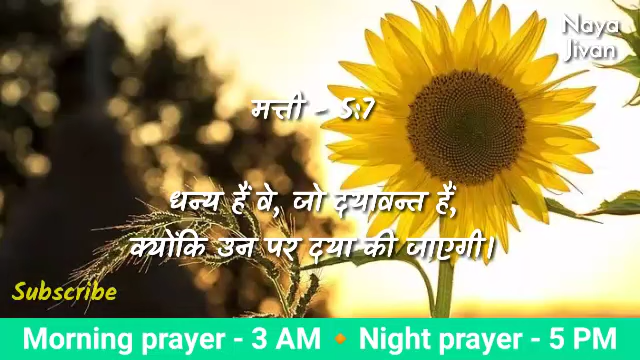 Naya
Jivan
मत्ती - 5:7
धन्य हैं वे, जो दयावन्त हैं,
क्योंकि उन पर दया की जाएगी।
Subscribe
Morning prayer - 3 AM 🔸 Night prayer - 5 PM